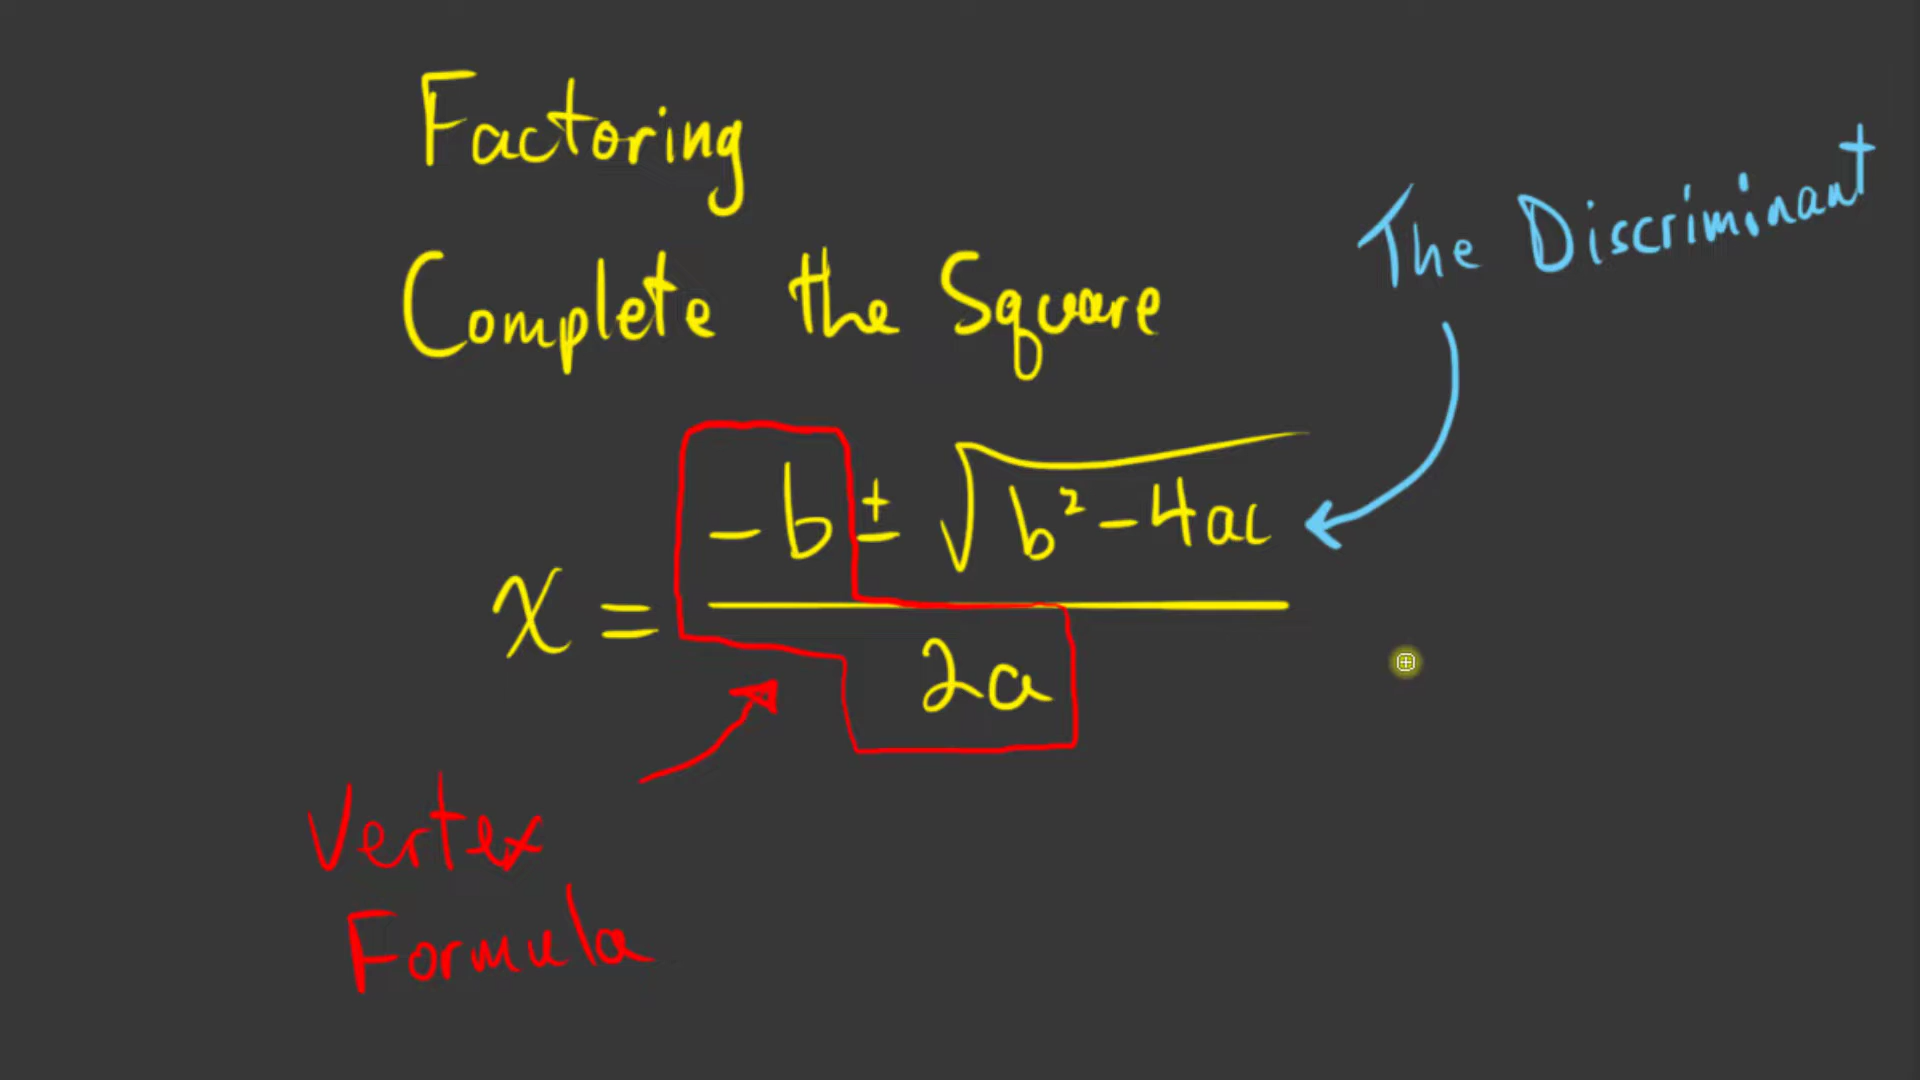 Factoring
The Discriminant
Complete the Square
x = (-b ± √(b² - 4ac)) / 2a
Vertex
Formula